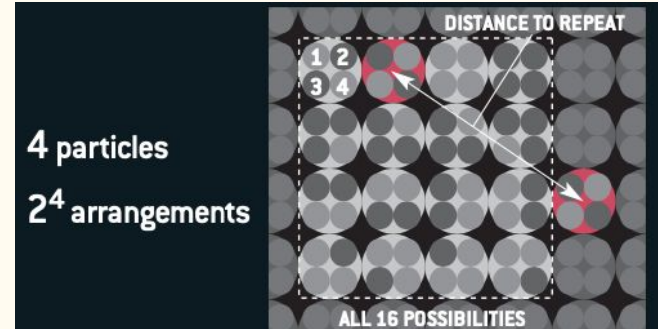 DISTANCE TO REPEAT
1 2
3 4
4 particles
2⁴ arrangements
ALL 16 POSSIBILITIES